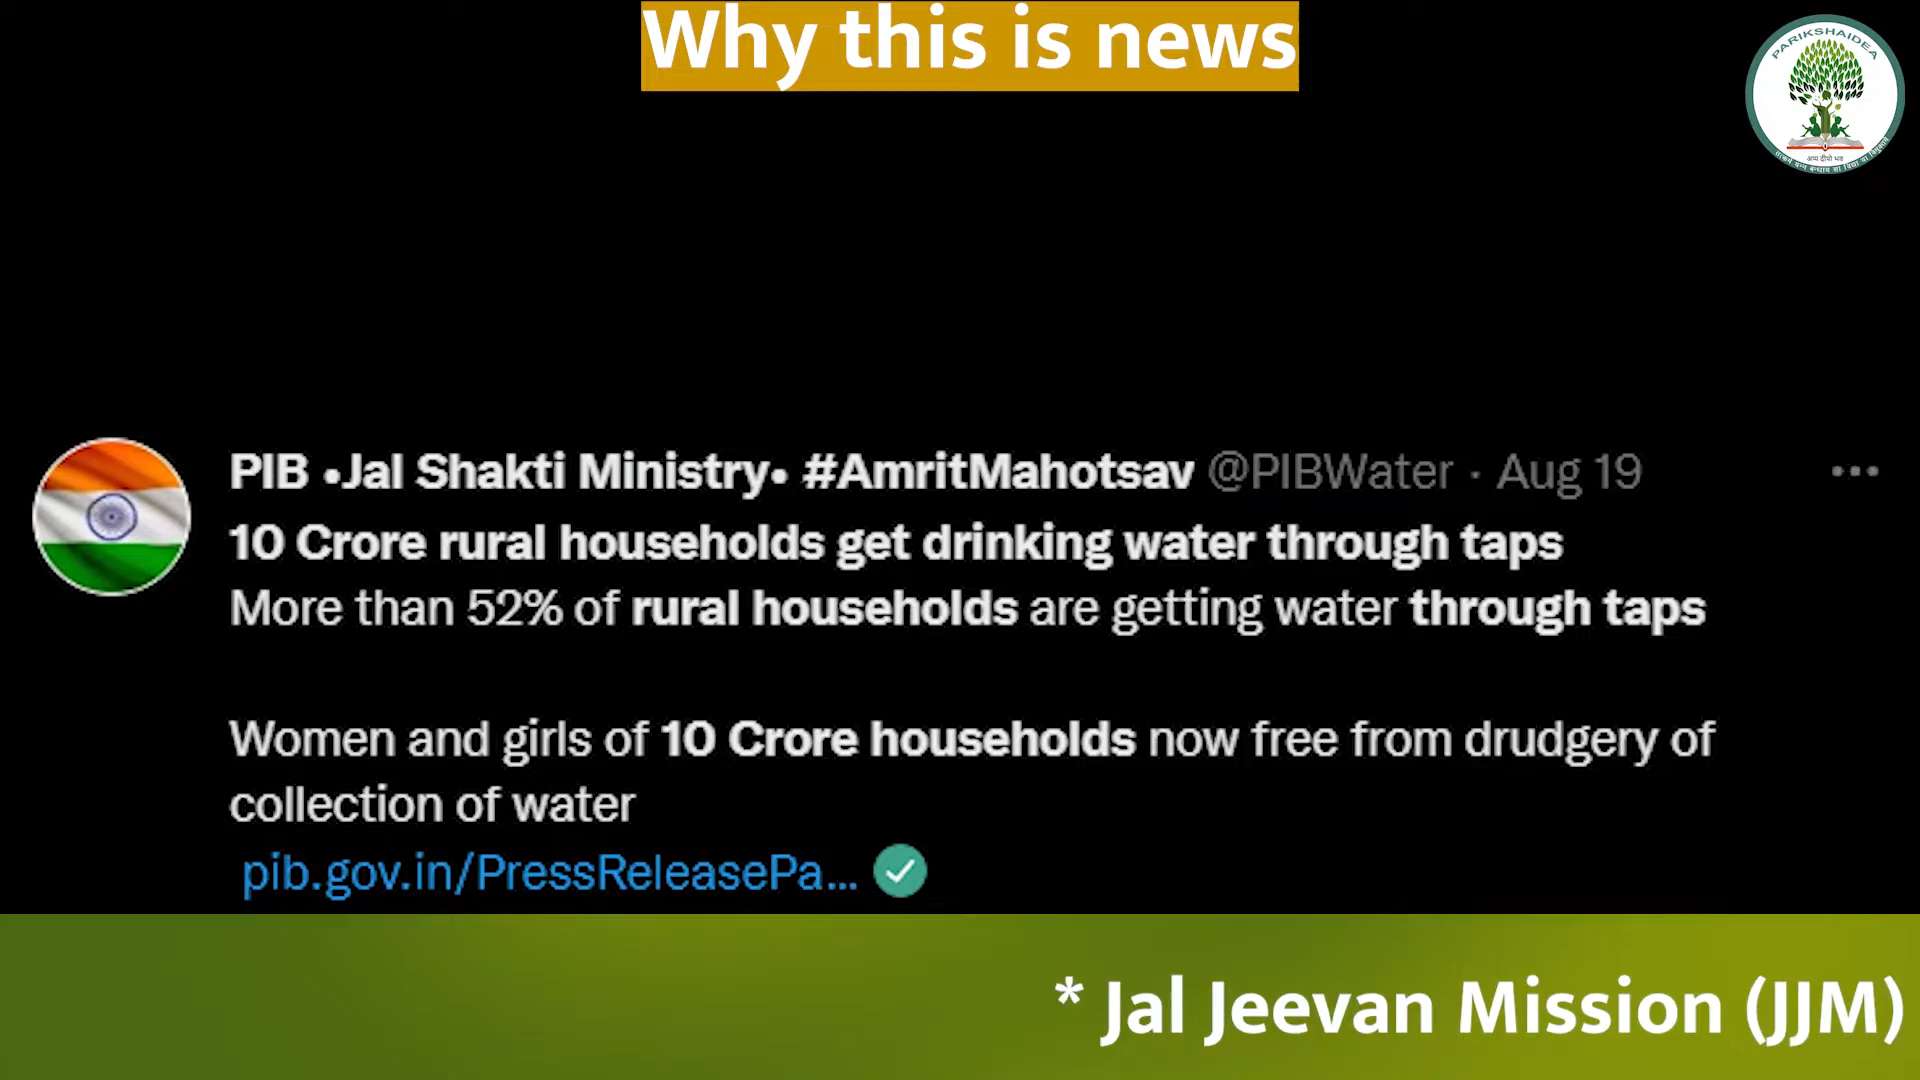 Why this is news
PARIKSHAIDEA
अप्प दीपो भव
PIB •Jal Shakti Ministry• #AmritMahotsav @PIBWater · Aug 19
10 Crore rural households get drinking water through taps
More than 52% of rural households are getting water through taps
Women and girls of 10 Crore households now free from drudgery of
collection of water
pib.gov.in/PressReleasePa...
* Jal Jeevan Mission (JJM)